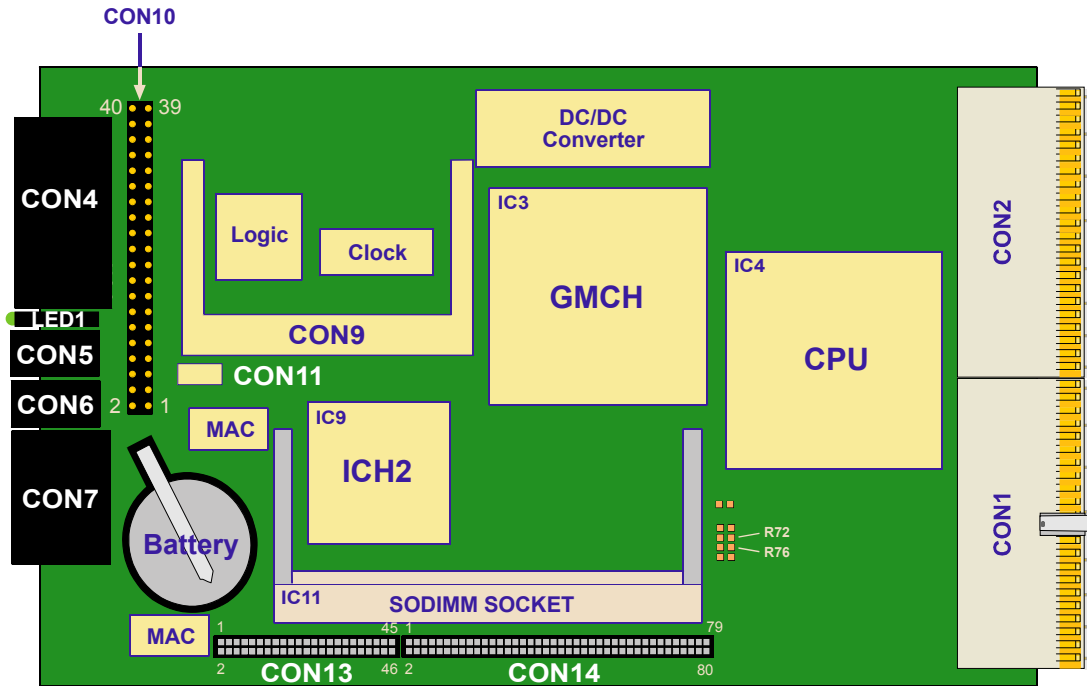 CON10
40 39
DC/DC
Converter
CON4
Logic
Clock
IC3
GMCH
IC4
CPU
CON2
LED1
CON5
CON9
CON11
CON6
2 1
MAC
IC9
ICH2
CON7
Battery
R72
R76
CON1
IC11
SODIMM SOCKET
MAC
1 45 1 79
2 46 2 80
CON13 CON14